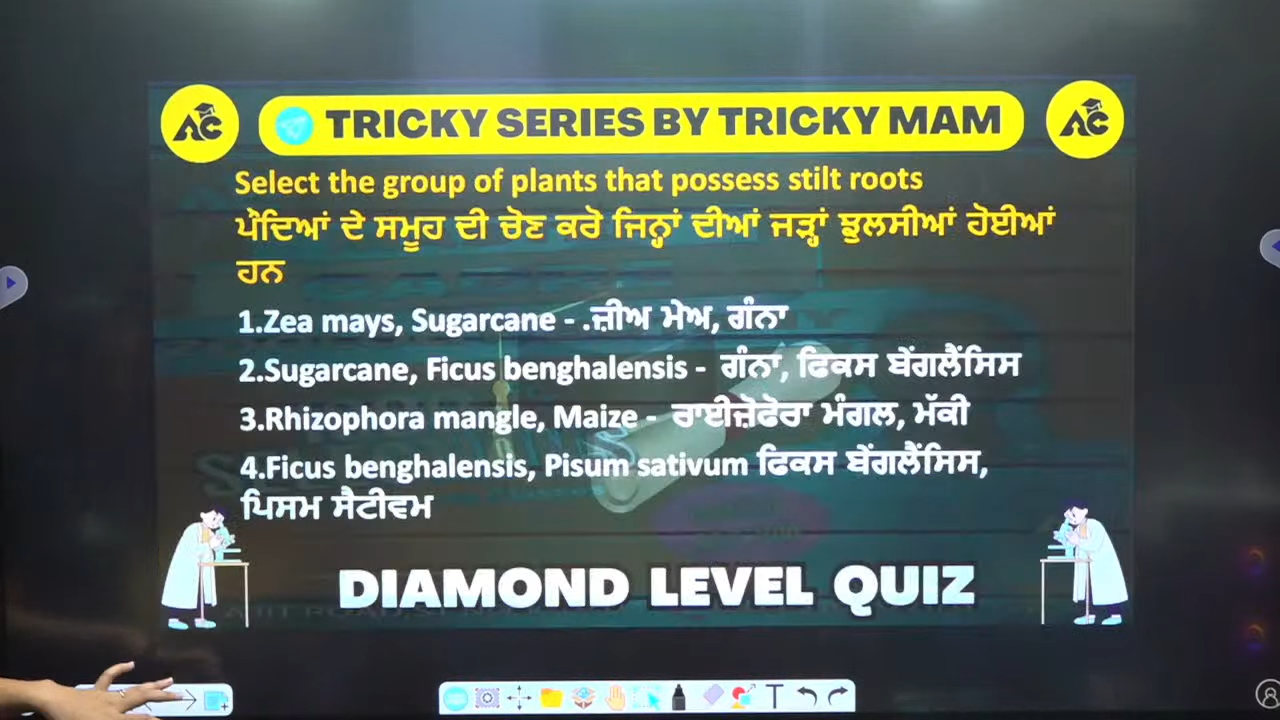 AC
TRICKY SERIES BY TRICKY MAM
AC
Select the group of plants that possess stilt roots
ਪੌਦਿਆਂ ਦੇ ਸਮੂਹ ਦੀ ਚੋਣ ਕਰੋ ਜਿਨ੍ਹਾਂ ਦੀਆਂ ਜੜ੍ਹਾਂ ਝੁਲਸੀਆਂ ਹੋਈਆਂ
ਹਨ
1.Zea mays, Sugarcane - .ਜ਼ੀਅ ਮੇਅ, ਗੰਨਾ
2.Sugarcane, Ficus benghalensis - ਗੰਨਾ, ਫਿਕਸ ਬੇਂਗਲੈਂਸਿਸ
3.Rhizophora mangle, Maize - ਰਾਈਜ਼ੋਫੋਰਾ ਮੰਗਲ, ਮੱਕੀ
4.Ficus benghalensis, Pisum sativum ਫਿਕਸ ਬੇਂਗਲੈਂਸਿਸ,
ਪਿਸਮ ਸੈਟੀਵਮ
DIAMOND LEVEL QUIZ